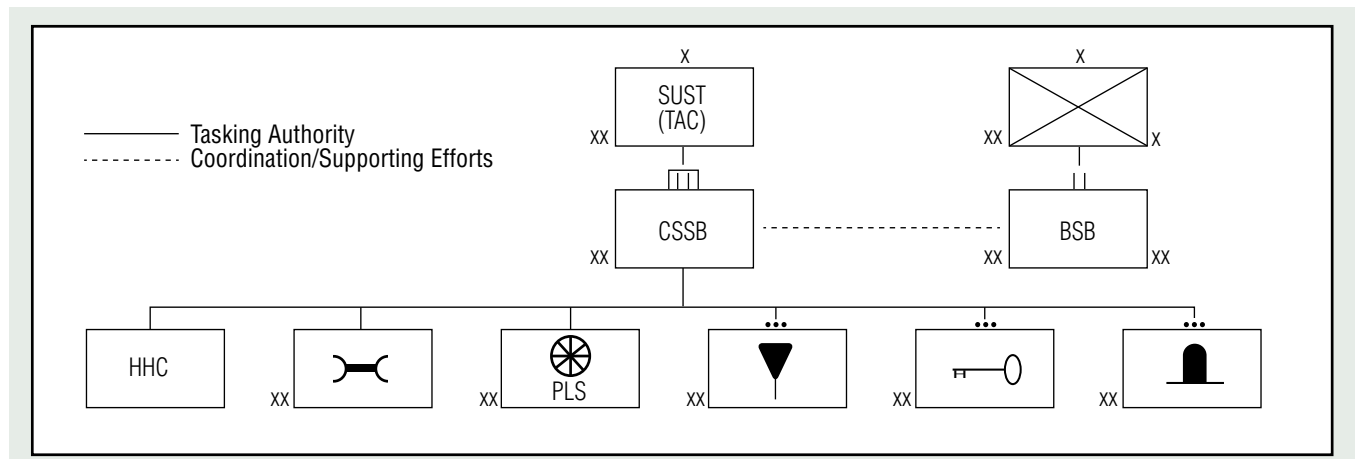 X
SUST
(TAC)
XX
X
XX
X
Tasking Authority
Coordination/Supporting Efforts
CSSB
XX
BSB
XX
XX
HHC
XX
PLS
XX
XX
XX
XX